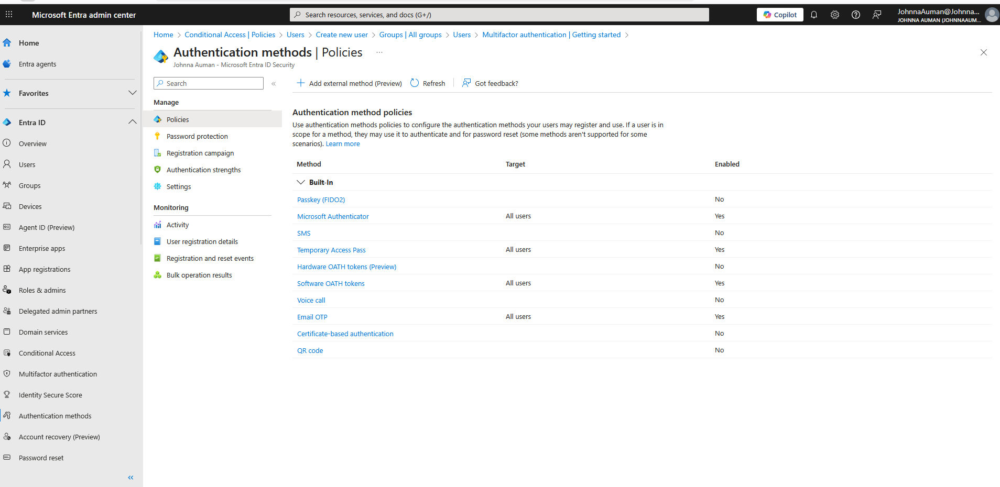 Microsoft Entra admin center
Search resources, services, and docs (G+/)
Copilot
JohnnaAuman@Johnna...
JOHNNA AUMAN (JOHNNAAUM...
Home
Entra agents
Favorites
Entra ID
Overview
Users
Groups
Devices
Agent ID (Preview)
Enterprise apps
App registrations
Roles & admins
Delegated admin partners
Domain services
Conditional Access
Multifactor authentication
Identity Secure Score
Authentication methods
Account recovery (Preview)
Password reset
Home > Conditional Access | Policies > Users > Create new user > Groups | All groups > Users > Multifactor authentication | Getting started >
Authentication methods | Policies ...
Johnna Auman - Microsoft Entra ID Security
Search
Manage
Policies
Password protection
Registration campaign
Authentication strengths
Settings
Monitoring
Activity
User registration details
Registration and reset events
Bulk operation results
Add external method (Preview) Refresh Got feedback?
Authentication method policies
Use authentication methods policies to configure the authentication methods your users may register and use. If a user is in
scope for a method, they may use it to authenticate and for password reset (some methods aren't supported for some
scenarios). Learn more
Method Target Enabled
Built-In
Passkey (FIDO2) No
Microsoft Authenticator All users Yes
SMS No
Temporary Access Pass All users Yes
Hardware OATH tokens (Preview) No
Software OATH tokens All users Yes
Voice call No
Email OTP All users Yes
Certificate-based authentication No
QR code No